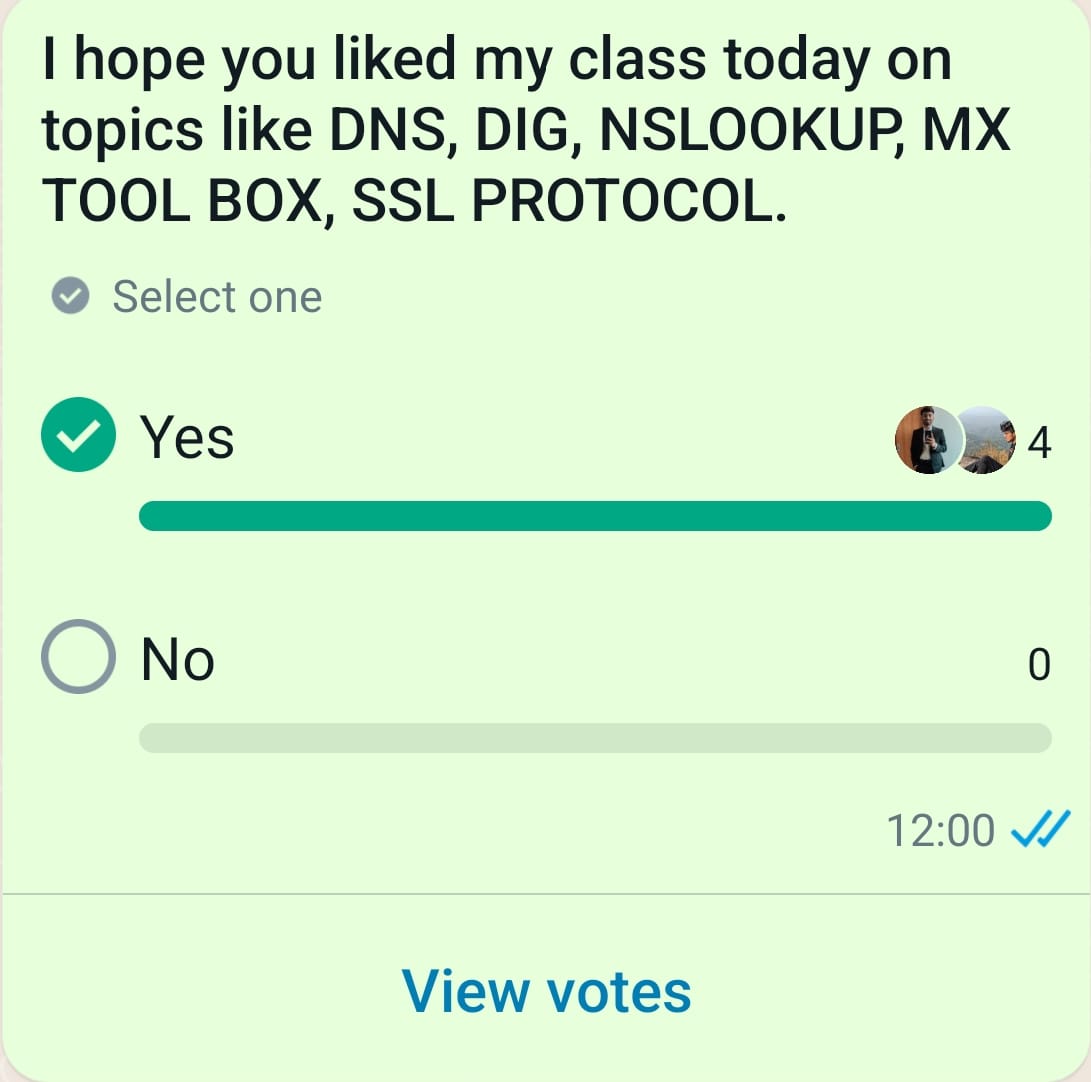 I hope you liked my class today on
topics like DNS, DIG, NSLOOKUP, MX
TOOL BOX, SSL PROTOCOL.
Select one
Yes
4
No
0
12:00
View votes